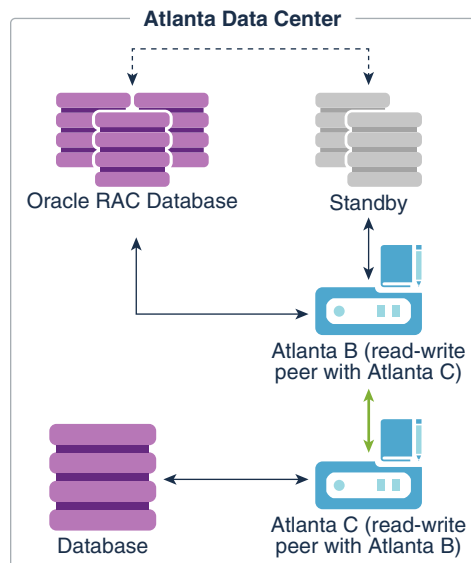 Atlanta Data Center
Oracle RAC Database
Standby
Atlanta B (read-write
peer with Atlanta C)
Database
Atlanta C (read-write
peer with Atlanta B)